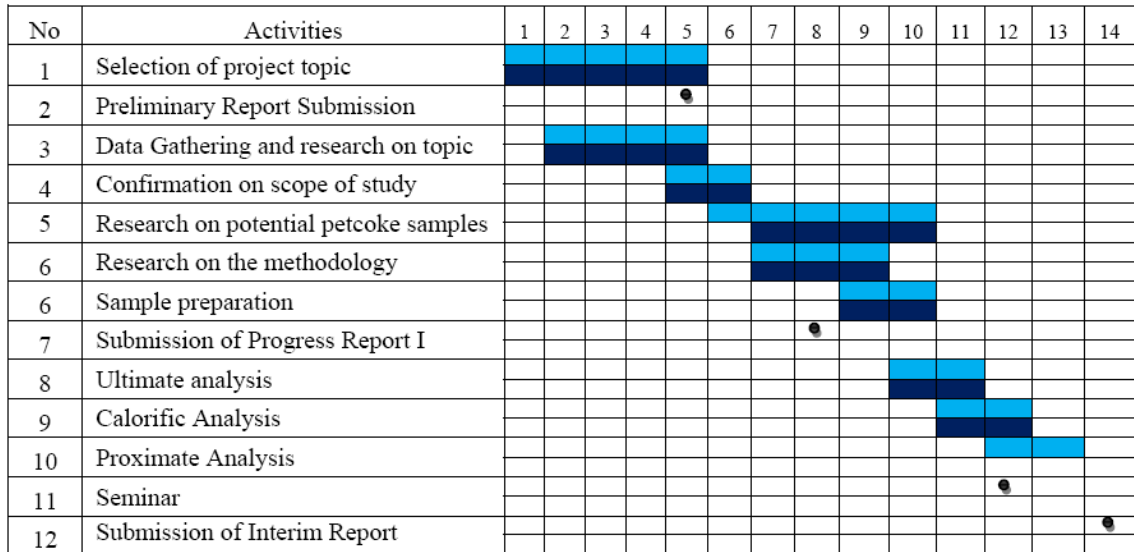 No Activities 1 2 3 4 5 6 7 8 9 10 11 12 13 14
1 Selection of project topic
2 Preliminary Report Submission
3 Data Gathering and research on topic
4 Confirmation on scope of study
5 Research on potential petcoke samples
6 Research on the methodology
6 Sample preparation
7 Submission of Progress Report I
8 Ultimate analysis
9 Calorific Analysis
10 Proximate Analysis
11 Seminar
12 Submission of Interim Report